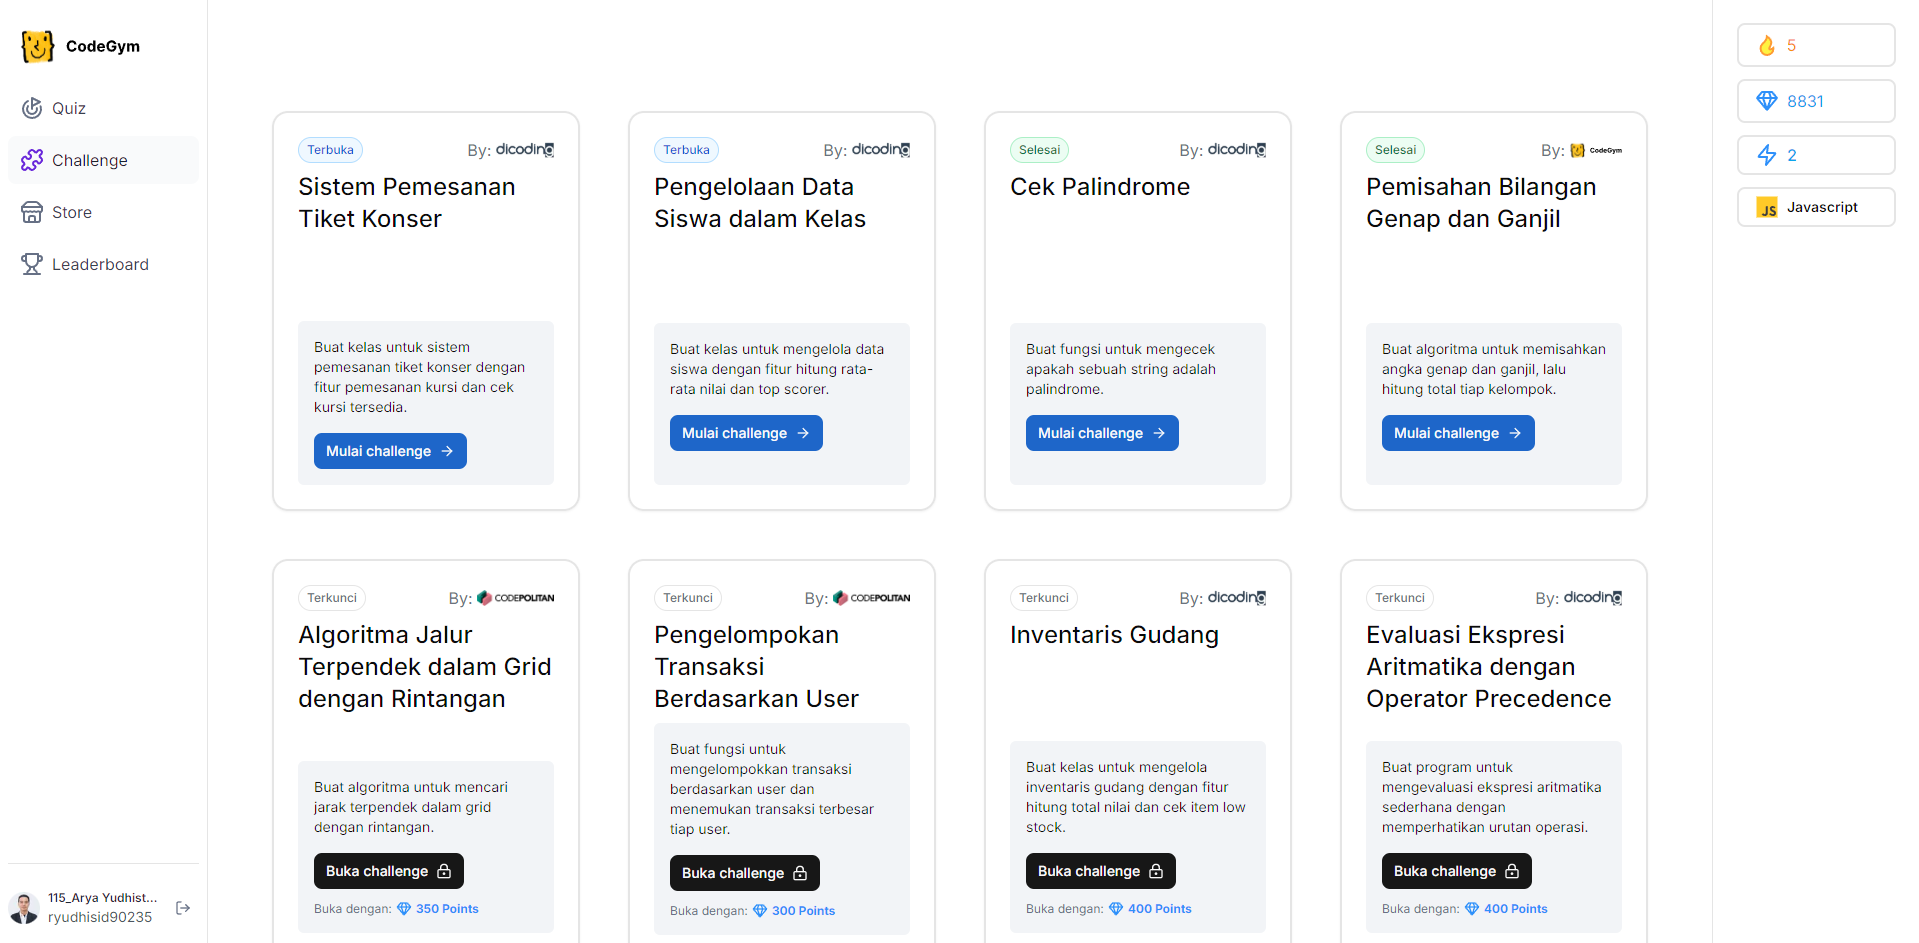 CodeGym
Quiz
Challenge
Store
Leaderboard
115_Arya Yudhist...
ryudhisid90235
Terbuka
By: dicoding
Sistem Pemesanan
Tiket Konser
Buat kelas untuk sistem
pemesanan tiket konser dengan
fitur pemesanan kursi dan cek
kursi tersedia.
Mulai challenge
Terbuka
By: dicoding
Pengelolaan Data
Siswa dalam Kelas
Buat kelas untuk mengelola data
siswa dengan fitur hitung rata-
rata nilai dan top scorer.
Mulai challenge
Selesai
By: dicoding
Cek Palindrome
Buat fungsi untuk mengecek
apakah sebuah string adalah
palindrome.
Mulai challenge
Selesai
By: CodeGym
Pemisahan Bilangan
Genap dan Ganjil
Buat algoritma untuk memisahkan
angka genap dan ganjil, lalu
hitung total tiap kelompok.
Mulai challenge
Terkunci
By: CODEPOLITAN
Algoritma Jalur
Terpendek dalam Grid
dengan Rintangan
Buat algoritma untuk mencari
jarak terpendek dalam grid
dengan rintangan.
Buka challenge
Buka dengan: 350 Points
Terkunci
By: CODEPOLITAN
Pengelompokan
Transaksi
Berdasarkan User
Buat fungsi untuk
mengelompokkan transaksi
berdasarkan user dan
menemukan transaksi terbesar
tiap user.
Buka challenge
Buka dengan: 300 Points
Terkunci
By: dicoding
Inventaris Gudang
Buat kelas untuk mengelola
inventaris gudang dengan fitur
hitung total nilai dan cek item low
stock.
Buka challenge
Buka dengan: 400 Points
Terkunci
By: dicoding
Evaluasi Ekspresi
Aritmatika dengan
Operator Precedence
Buat program untuk
mengevaluasi ekspresi aritmatika
sederhana dengan
memperhatikan urutan operasi.
Buka challenge
Buka dengan: 400 Points
5
8831
2
JS Javascript